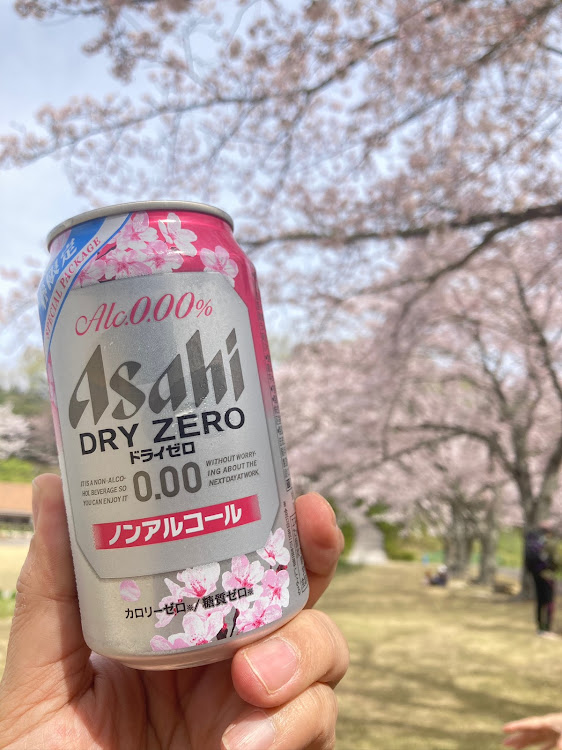 限定
SPECIAL PACKAGE
Alc.0.00%
Asahi
DRY ZERO
ドライゼロ
IT IS A NON-ALCO-
HOL BEVERAGE SO
YOU CAN ENJOY IT
0.00
WITHOUT WORRY-
ING ABOUT THE
NEXT DAY AT WORK.
ノンアルコール
カロリーゼロ※/糖質ゼロ※